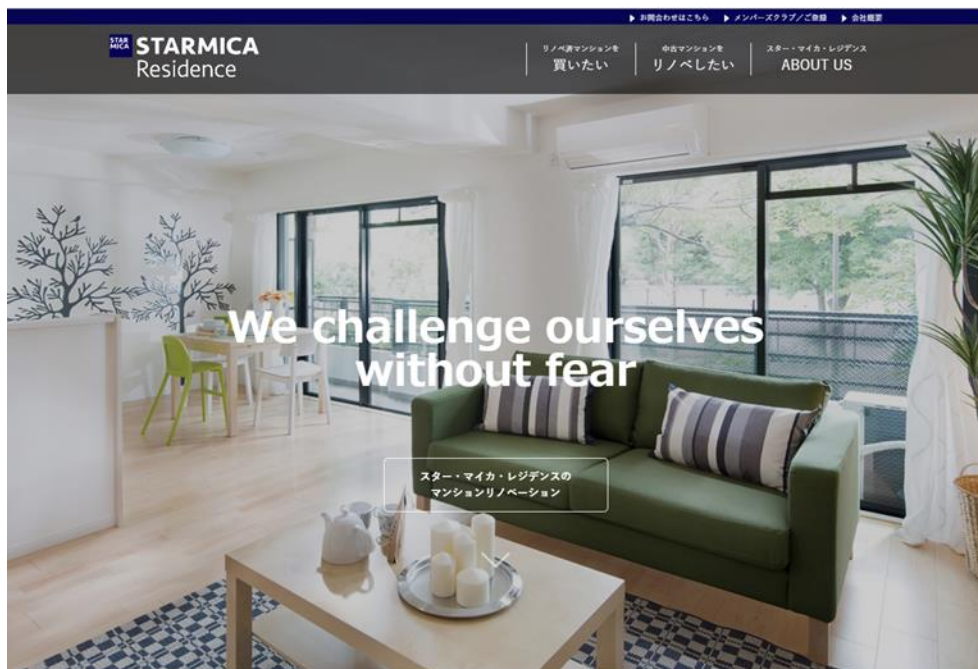 ▶ お問合わせはこちら ▶ メンバーズクラブ/ご登録 ▶ 会社概要
STAR
MICA
STARMICA
Residence
リノベ済マンションを
買いたい
中古マンションを
リノベしたい
スター・マイカ・レジデンス
ABOUT US
We challenge ourselves
without fear
スター・マイカ・レジデンスの
マンションリノベーション